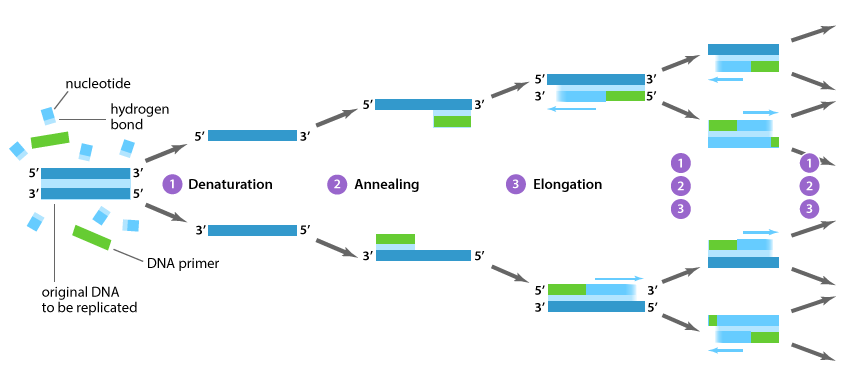 nucleotide
hydrogen
bond
5’ 3’
3’ 5’
DNA primer
original DNA
to be replicated
5’ 3’
1 Denaturation
3’ 5’
5’ 3’
2 Annealing
3’ 5’
5’ 3’
3’ 5’
3 Elongation
5’ 3’
3’ 5’
1
2
3
1
2
3